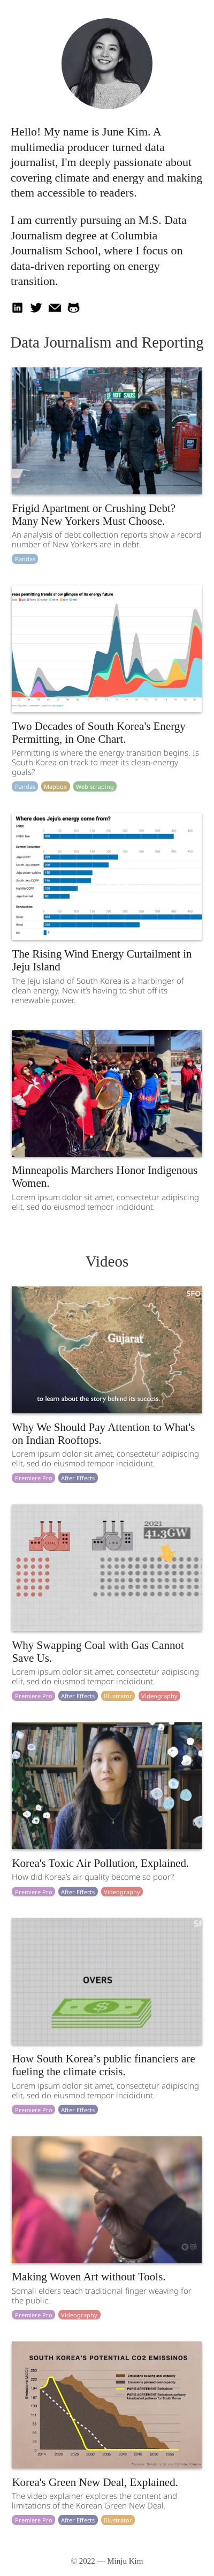 Hello! My name is June Kim. A
multimedia producer turned data
journalist, I'm deeply passionate about
covering climate and energy and making
them accessible to readers.
I am currently pursuing an M.S. Data
Journalism degree at Columbia
Journalism School, where I focus on
data-driven reporting on energy
transition.
Data Journalism and Reporting
HOT SALDS
Frigid Apartment or Crushing Debt?
Many New Yorkers Must Choose.
An analysis of debt collection reports show a record
number of New Yorkers are in debt.
Pandas
rea's permitting trends show glimpses of its energy future
Two Decades of South Korea's Energy
Permitting, in One Chart.
Permitting is where the energy transition begins. Is
South Korea on track to meet its clean-energy
goals?
Pandas Mapbox Web scraping
Where does Jeju's energy come from?
The Rising Wind Energy Curtailment in
Jeju Island
The Jeju island of South Korea is a harbinger of
clean energy. Now it's having to shut off its
renewable power.
Minneapolis Marchers Honor Indigenous
Women.
Lorem ipsum dolor sit amet, consectetur adipiscing
elit, sed do eiusmod tempor incididunt.
Videos
SFO
Gujarat
to learn about the story behind its success.
Why We Should Pay Attention to What's
on Indian Rooftops.
Lorem ipsum dolor sit amet, consectetur adipiscing
elit, sed do eiusmod tempor incididunt.
Premiere Pro After Effects
2021
41.3GW
Why Swapping Coal with Gas Cannot
Save Us.
Lorem ipsum dolor sit amet, consectetur adipiscing
elit, sed do eiusmod tempor incididunt.
Premiere Pro After Effects Illustrator Videography
Korea's Toxic Air Pollution, Explained.
How did Korea's air quality become so poor?
Premiere Pro After Effects Videography
OVERS
How South Korea’s public financiers are
fueling the climate crisis.
Lorem ipsum dolor sit amet, consectetur adipiscing
elit, sed do eiusmod tempor incididunt.
Premiere Pro After Effects
Making Woven Art without Tools.
Somali elders teach traditional finger weaving for
the public.
Premiere Pro Videography
SOUTH KOREA'S POTENTIAL CO2 EMISSINOS
Korea's Green New Deal, Explained.
The video explainer explores the content and
limitations of the Korean Green New Deal.
Premiere Pro After Effects Illustrator
© 2022 — Minju Kim